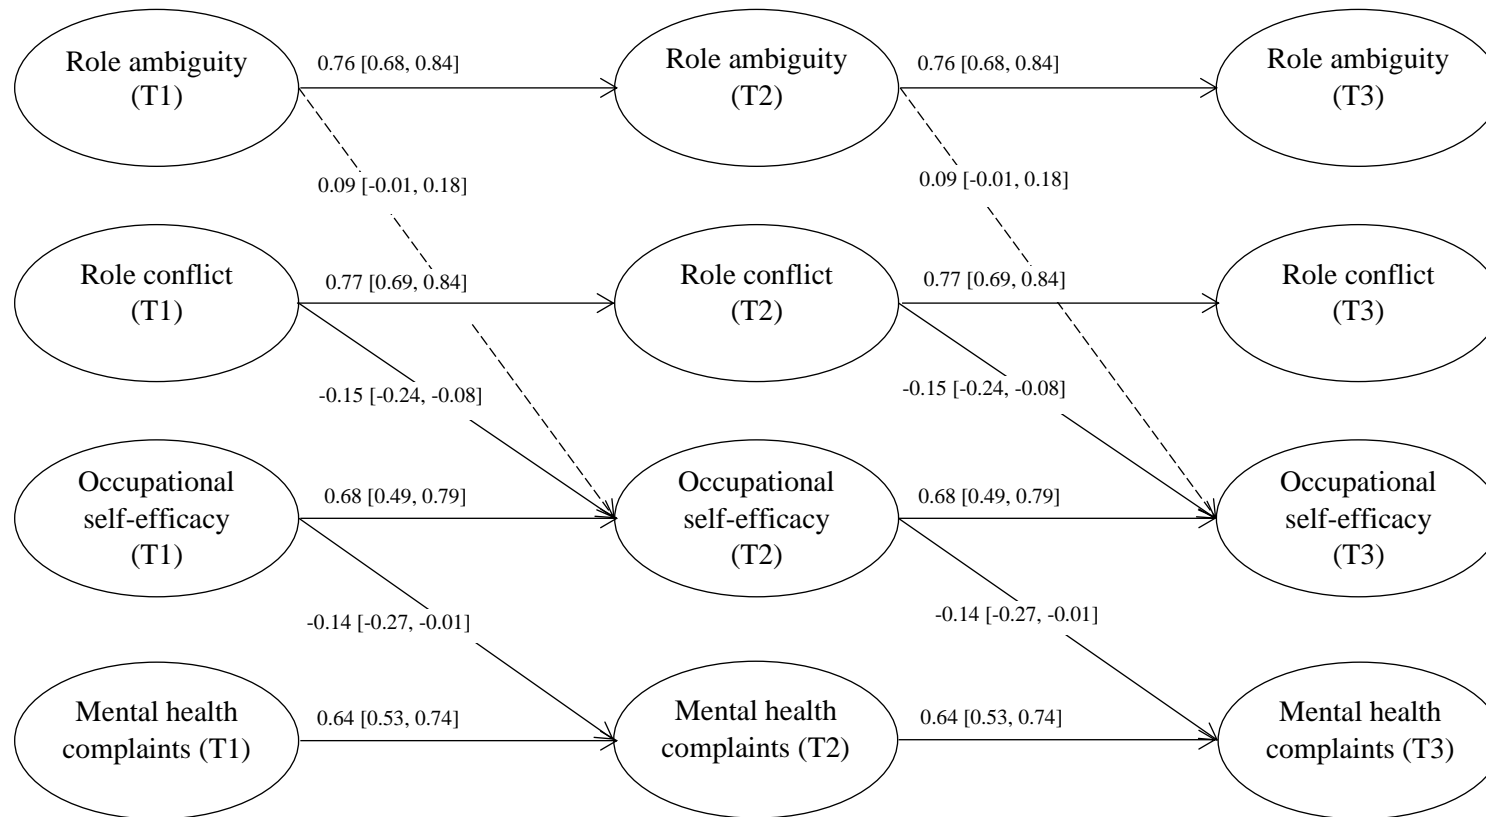 Role ambiguity
(T1)
0.76 [0.68, 0.84]
Role ambiguity
(T2)
0.76 [0.68, 0.84]
Role ambiguity
(T3)
0.09 [-0.01, 0.18]
0.09 [-0.01, 0.18]
Role conflict
(T1)
0.77 [0.69, 0.84]
Role conflict
(T2)
0.77 [0.69, 0.84]
Role conflict
(T3)
-0.15 [-0.24, -0.08]
-0.15 [-0.24, -0.08]
Occupational
self-efficacy
(T1)
0.68 [0.49, 0.79]
Occupational
self-efficacy
(T2)
0.68 [0.49, 0.79]
Occupational
self-efficacy
(T3)
-0.14 [-0.27, -0.01]
-0.14 [-0.27, -0.01]
Mental health
complaints (T1)
0.64 [0.53, 0.74]
Mental health
complaints (T2)
0.64 [0.53, 0.74]
Mental health
complaints (T3)